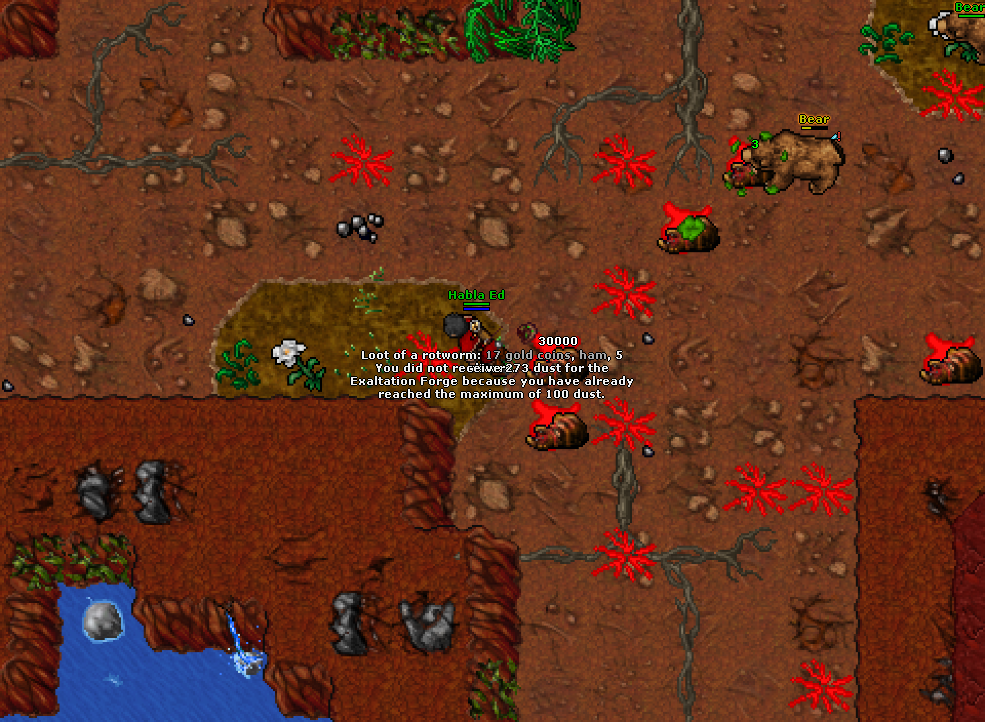 Bear
Bear
3
Habla Ed
30000
Loot of a rotworm: 17 gold coins, ham, 5
You did not receive 273 dust for the
Exaltation Forge because you have already
reached the maximum of 100 dust.